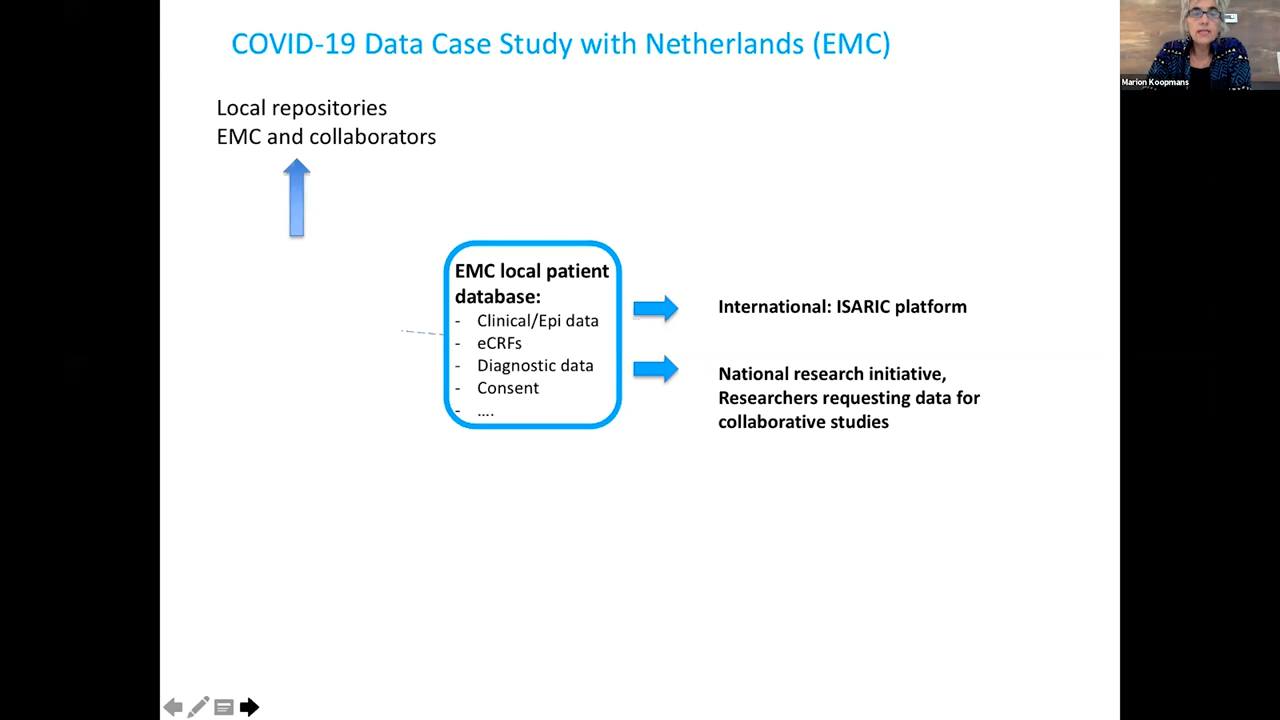 COVID-19 Data Case Study with Netherlands (EMC)
Marion Koopmans
Local repositories
EMC and collaborators
EMC local patient
database:
- Clinical/Epi data
- eCRFs
- Diagnostic data
- Consent
- ....
International: ISARIC platform
National research initiative,
Researchers requesting data for
collaborative studies